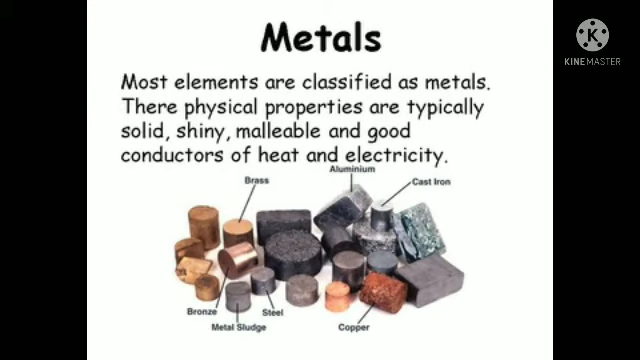 Metals
K
KINEMASTER
Most elements are classified as metals.
There physical properties are typically
solid, shiny, malleable and good
conductors of heat and electricity.
Aluminium
Brass
Cast Iron
Bronze
Steel
Metal Sludge
Copper